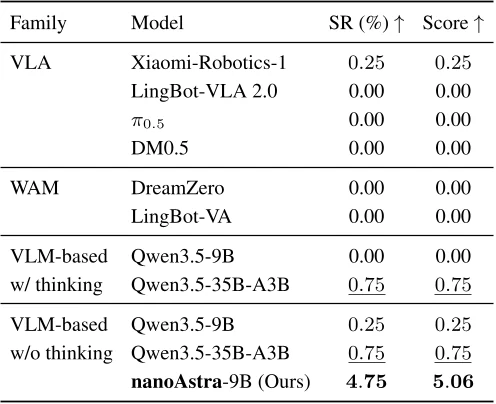 Family Model SR (%) ↑ Score ↑
VLA Xiaomi-Robotics-1 0.25 0.25
LingBot-VLA 2.0 0.00 0.00
π0.5 0.00 0.00
DM0.5 0.00 0.00
WAM DreamZero 0.00 0.00
LingBot-VA 0.00 0.00
VLM-based Qwen3.5-9B 0.00 0.00
w/ thinking Qwen3.5-35B-A3B 0.75 0.75
VLM-based Qwen3.5-9B 0.25 0.25
w/o thinking Qwen3.5-35B-A3B 0.75 0.75
nanoAstra-9B (Ours) 4.75 5.06